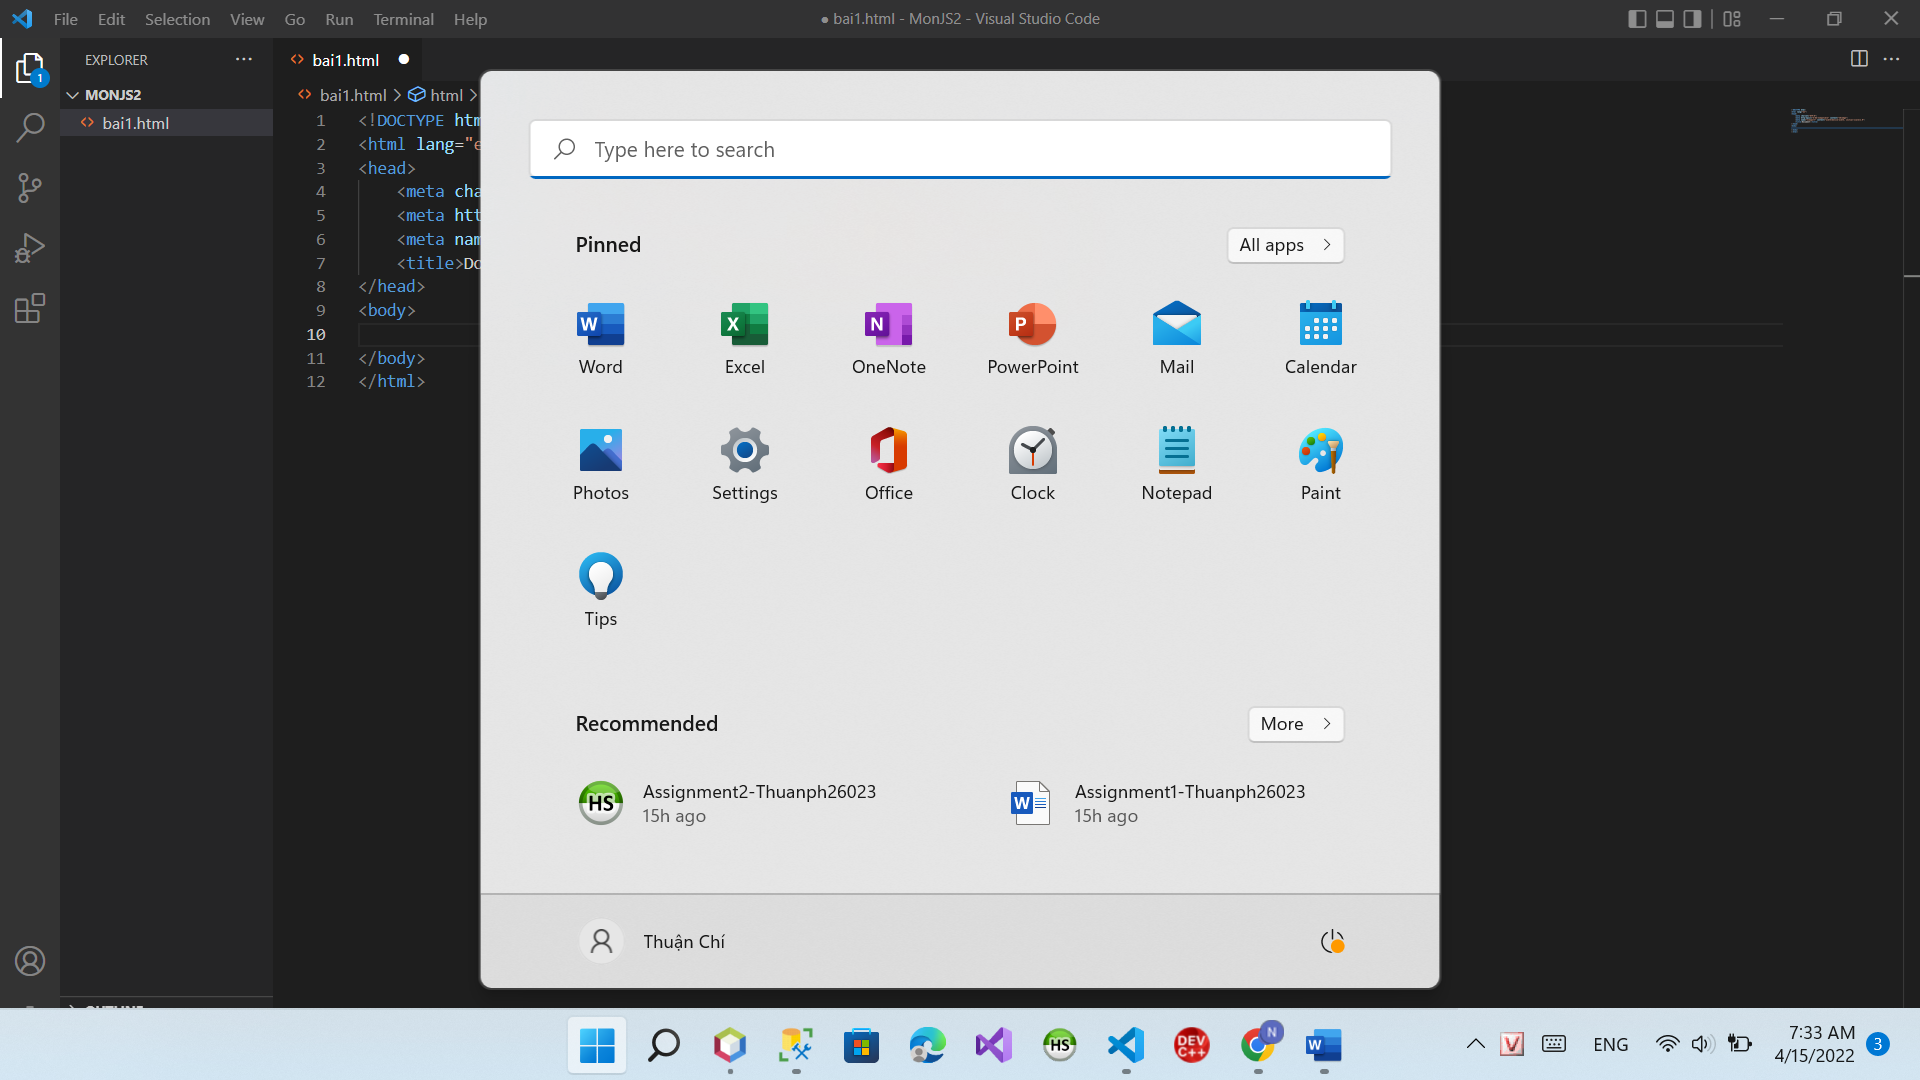 File Edit Selection View Go Run Terminal Help
● bai1.html - MonJS2 - Visual Studio Code
EXPLORER
1
MONJS2
bai1.html
bai1.html
bai1.html > html >
1 <!DOCTYPE htm
2 <html lang="e
3 <head>
4 <meta cha
5 <meta htt
6 <meta nam
7 <title>Do
8 </head>
9 <body>
10
11 </body>
12 </html>
Type here to search
Pinned
All apps >
Word Excel OneNote PowerPoint Mail Calendar
Photos Settings Office Clock Notepad Paint
Tips
Recommended
More >
HS
Assignment2-Thuanph26023
15h ago
W
Assignment1-Thuanph26023
15h ago
Thuận Chí
HS
DEV
C++
N
W
V
ENG
7:33 AM
4/15/2022
3